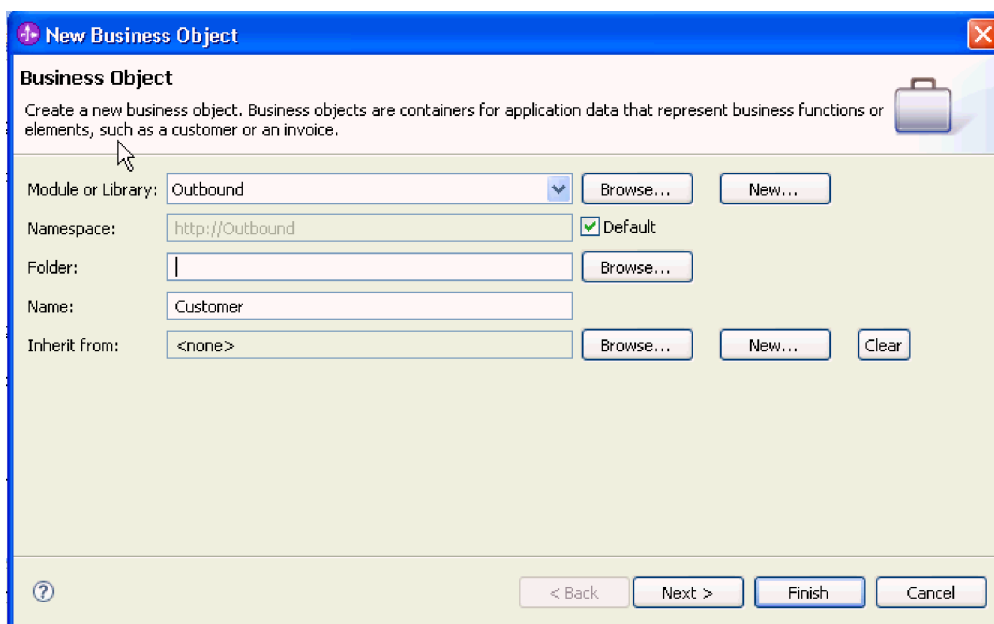 New Business Object
Business Object
Create a new business object. Business objects are containers for application data that represent business functions or
elements, such as a customer or an invoice.
Module or Library: Outbound Browse... New...
Namespace: http://Outbound Default
Folder: Browse...
Name: Customer
Inherit from: <none> Browse... New... Clear
< Back Next > Finish Cancel